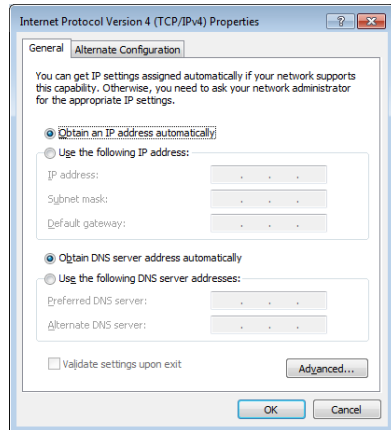 Internet Protocol Version 4 (TCP/IPv4) Properties
General
Alternate Configuration
You can get IP settings assigned automatically if your network supports
this capability. Otherwise, you need to ask your network administrator
for the appropriate IP settings.
Obtain an IP address automatically
Use the following IP address:
IP address:
Subnet mask:
Default gateway:
Obtain DNS server address automatically
Use the following DNS server addresses:
Preferred DNS server:
Alternate DNS server:
Validate settings upon exit
Advanced...
OK
Cancel